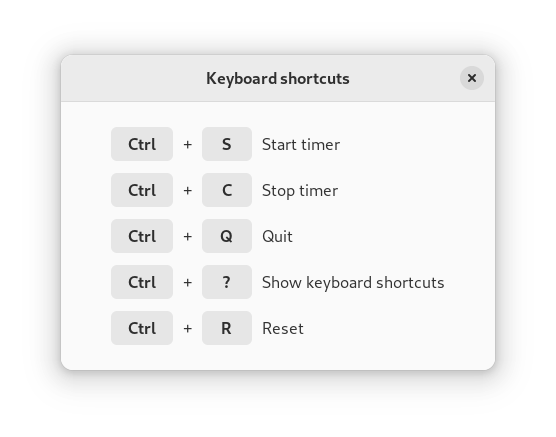 Keyboard shortcuts
Ctrl + S Start timer
Ctrl + C Stop timer
Ctrl + Q Quit
Ctrl + ? Show keyboard shortcuts
Ctrl + R Reset